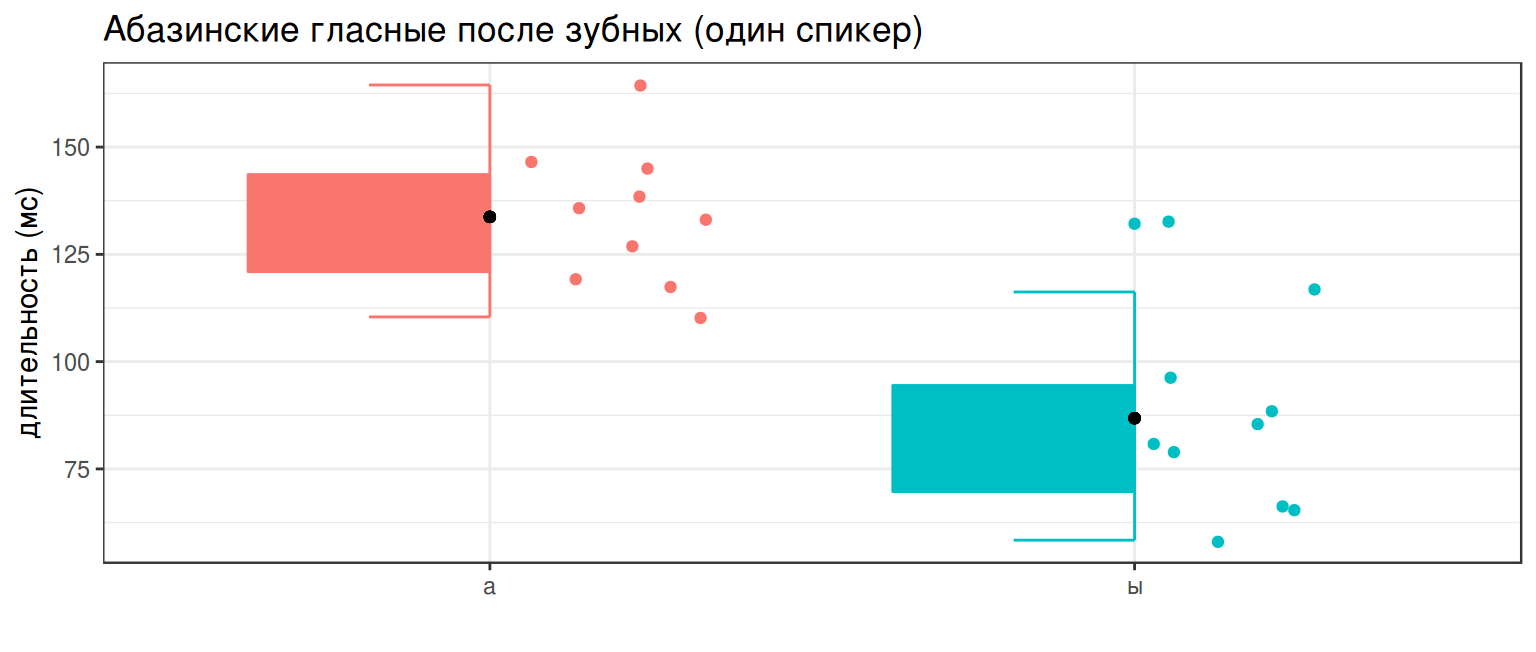 Абазинские гласные после зубных (один спикер)
длительность (мс)
150
125
100
75
а
ы